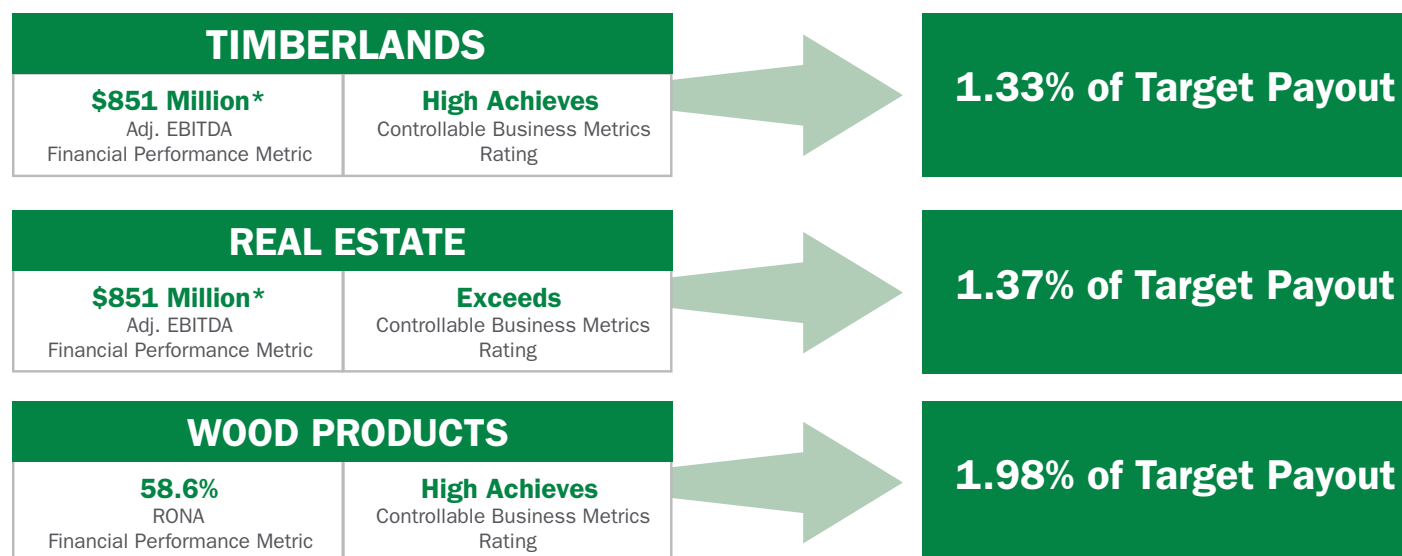 TIMBERLANDS
$851 Million*
Adj. EBITDA
Financial Performance Metric
High Achieves
Controllable Business Metrics
Rating
1.33% of Target Payout
REAL ESTATE
$851 Million*
Adj. EBITDA
Financial Performance Metric
Exceeds
Controllable Business Metrics
Rating
1.37% of Target Payout
WOOD PRODUCTS
58.6%
RONA
Financial Performance Metric
High Achieves
Controllable Business Metrics
Rating
1.98% of Target Payout